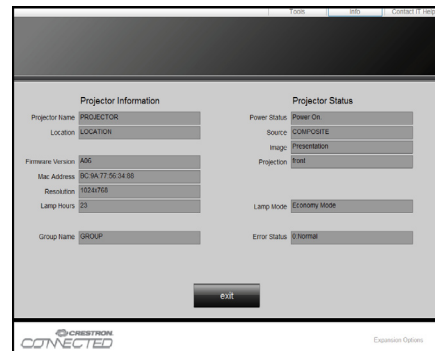 Tools Info Contact IT Help
Projector Information
Projector Name PROJECTOR
Location LOCATION
Firmware Version A06
Mac Address BC:9A:77:56:34:88
Resolution 1024x768
Lamp Hours 23
Group Name GROUP
Projector Status
Power Status Power On
Source COMPOSITE
Image Presentation
Projection front
Lamp Mode Economy Mode
Error Status 0:Normal
exit
CRESTRON
CONNECTED
Expansion Options